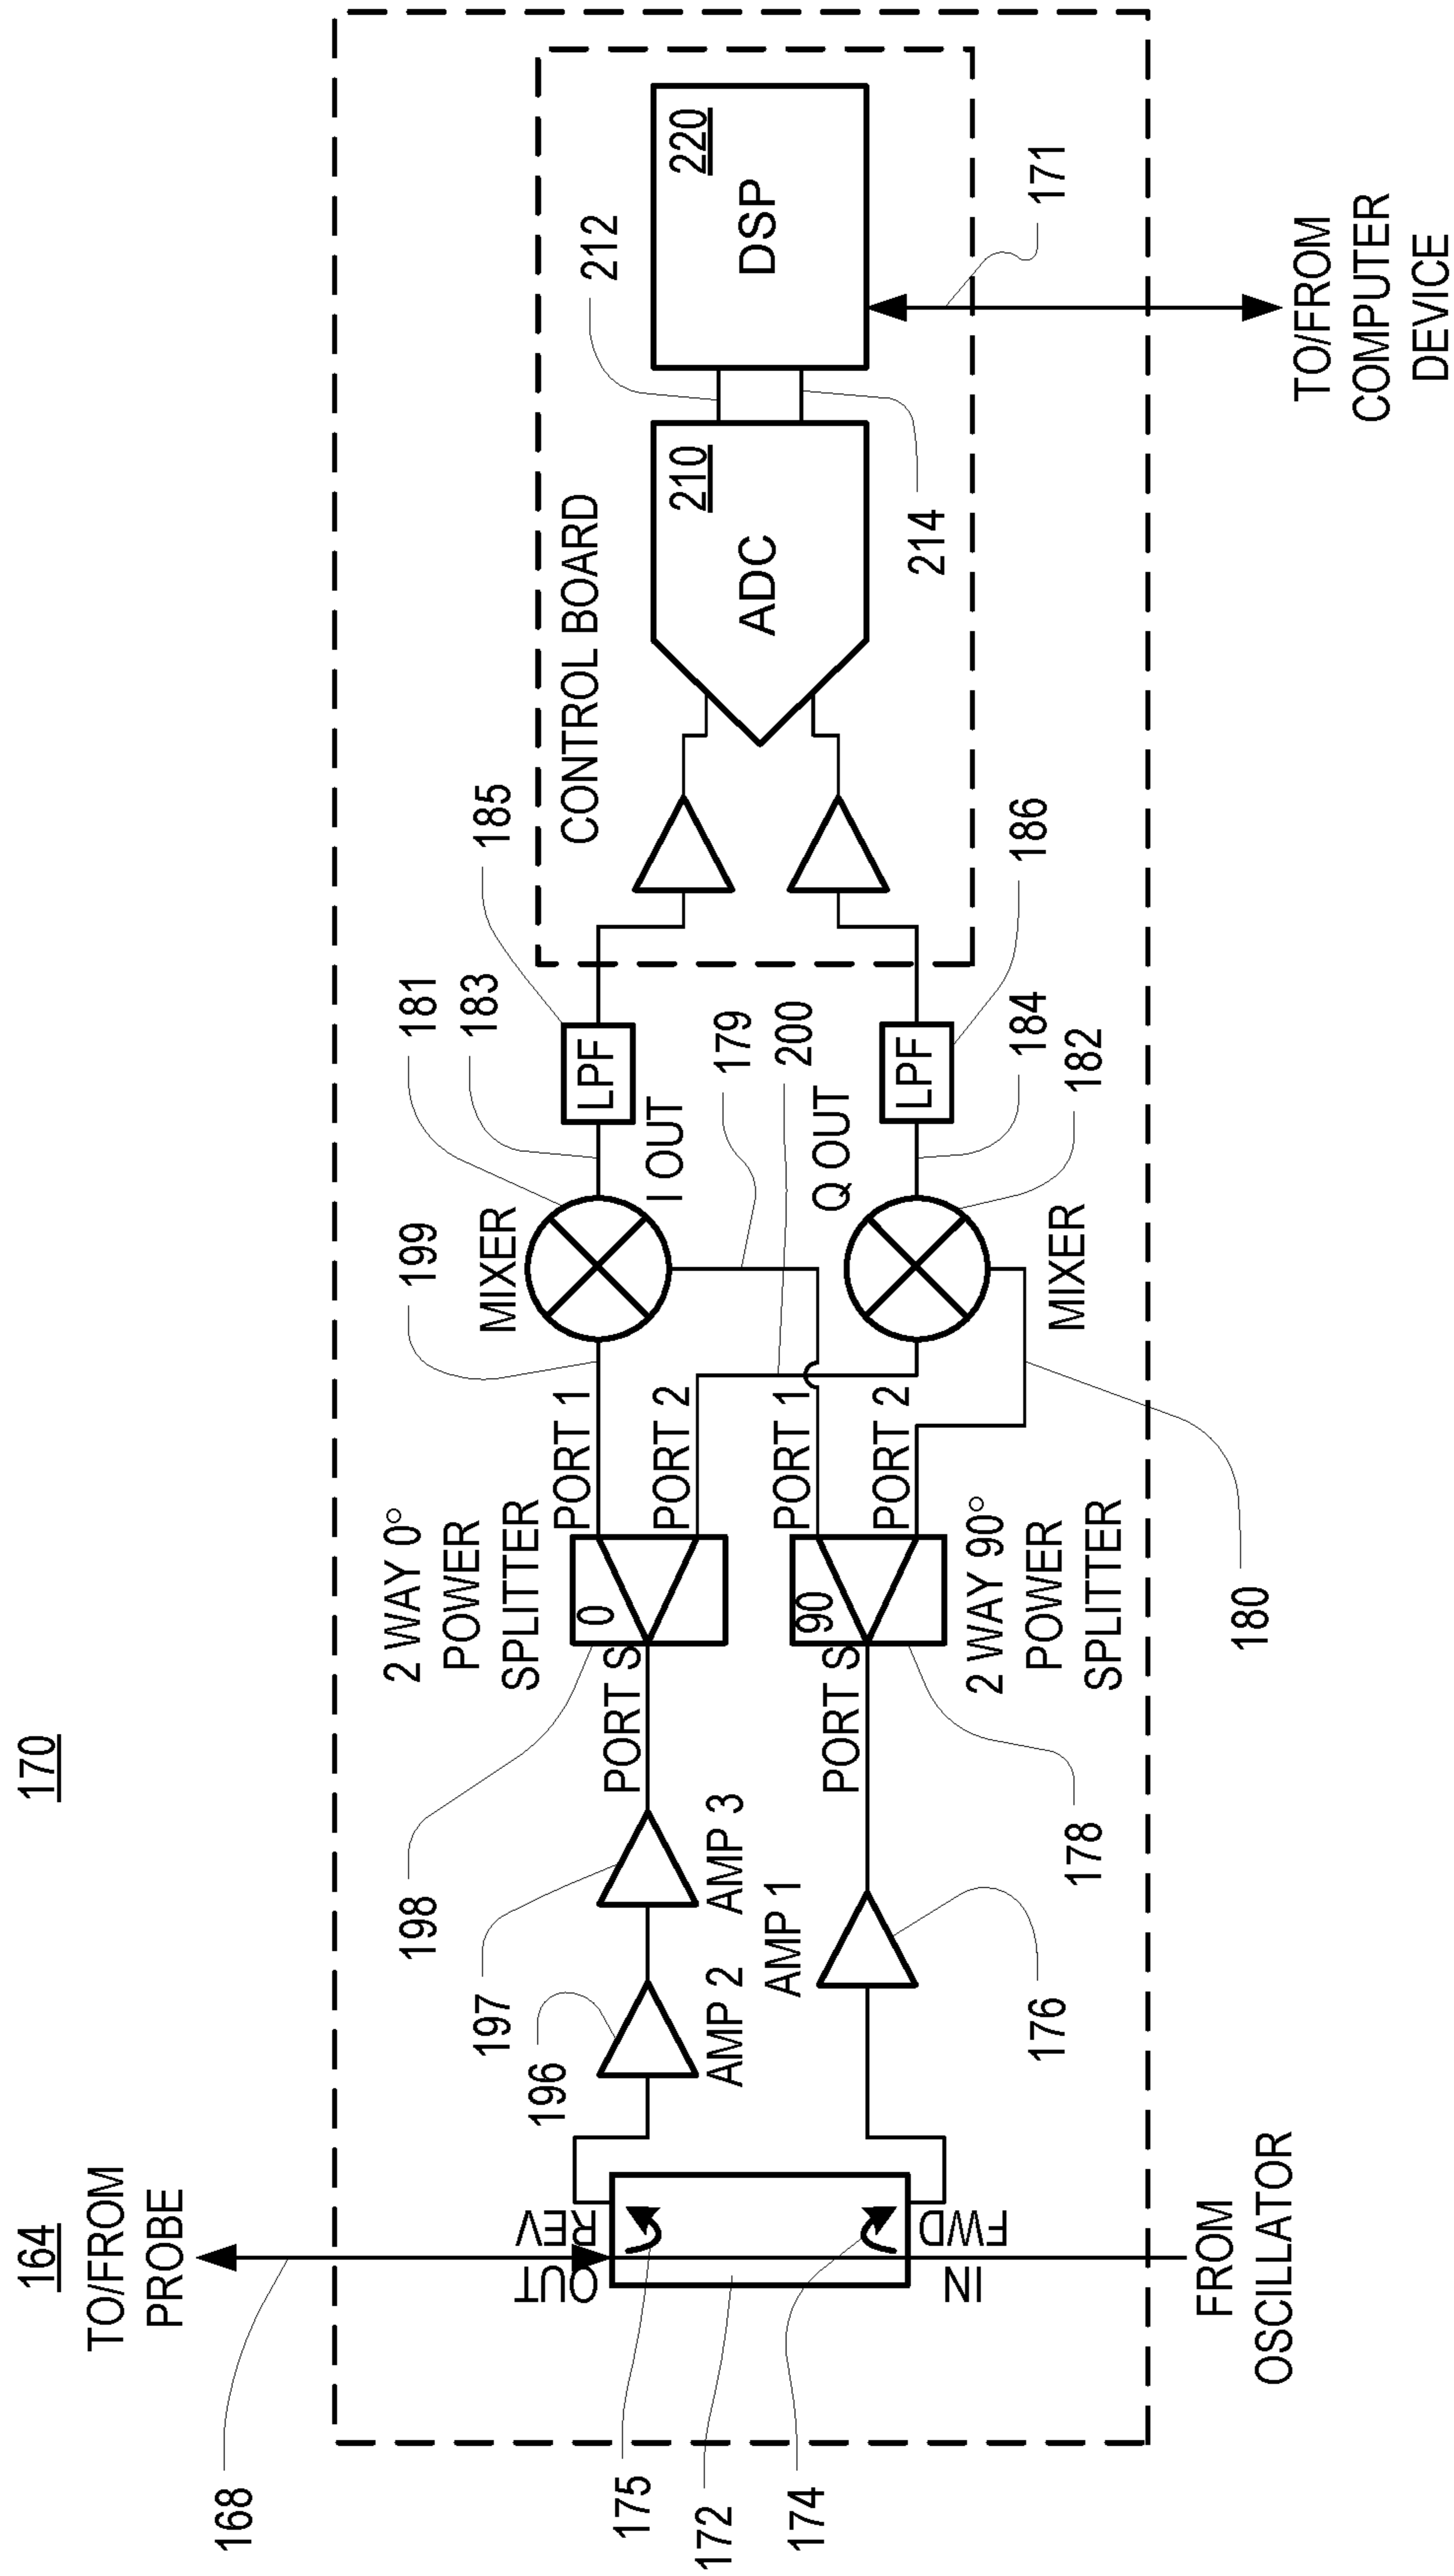 164
170
TO/FROM
PROBE
168
2 WAY 0°
POWER
SPLITTER
198
197
196
AMP 2
AMP 3
PORT S
0
PORT 1
PORT 2
199
MIXER
181
183
185
LPF
I OUT
CONTROL BOARD
212
ADC
210
DSP
220
214
171
TO/FROM
COMPUTER
DEVICE
OUT
REV
IN
FWD
175
172
174
FROM
OSCILLATOR
AMP 1
176
PORT S
90
PORT 1
PORT 2
2 WAY 90°
POWER
SPLITTER
178
180
179
200
Q OUT
LPF
186
184
182
MIXER